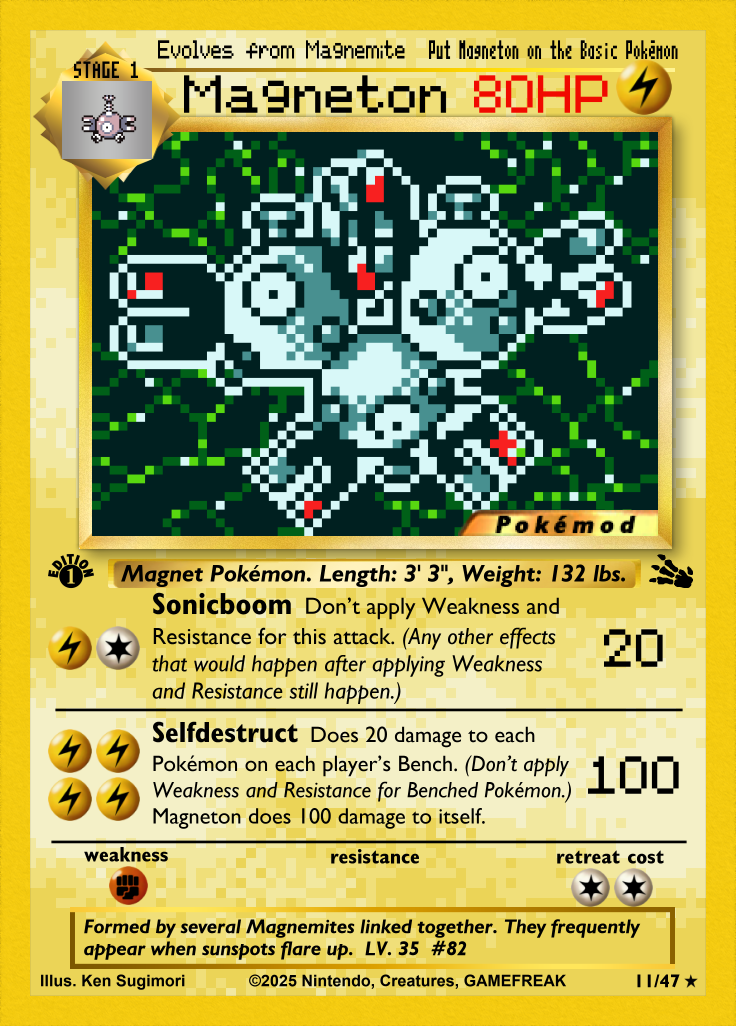 Evolves from Magnemite Put Magneton on the Basic Pokémon
STAGE 1
Magneton 80HP
Pokémod
EDITION 1
Magnet Pokémon. Length: 3' 3", Weight: 132 lbs.
Sonicboom Don't apply Weakness and
Resistance for this attack. (Any other effects
that would happen after applying Weakness
and Resistance still happen.)
20
Selfdestruct Does 20 damage to each
Pokémon on each player's Bench. (Don't apply
Weakness and Resistance for Benched Pokémon.)
Magneton does 100 damage to itself.
100
weakness resistance retreat cost
Formed by several Magnemites linked together. They frequently
appear when sunspots flare up. LV. 35 #82
Illus. Ken Sugimori ©2025 Nintendo, Creatures, GAMEFREAK 11/47 ★